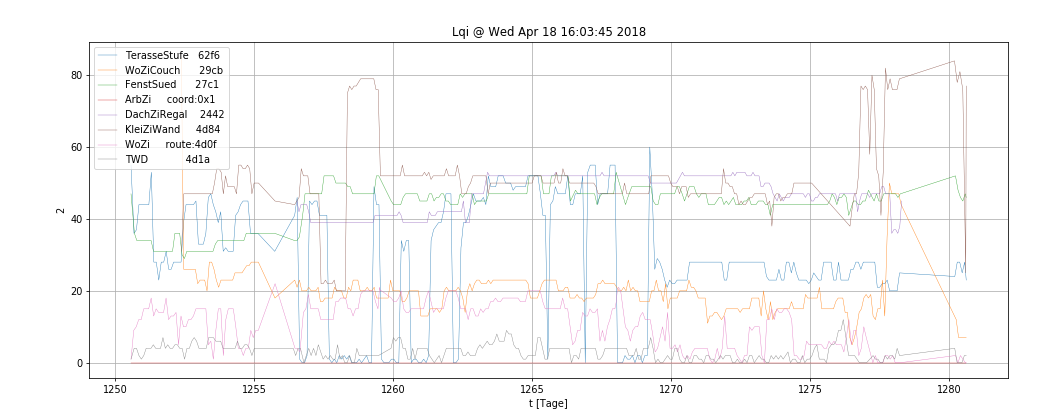 Lqi @ Wed Apr 18 16:03:45 2018
TerasseStufe 62f6
WoZiCouch 29cb
FenstSued 27c1
ArbZi coord:0x1
DachZiRegal 2442
KleiZiWand 4d84
WoZi route:4d0f
TWD 4d1a
80
60
40
20
0
2
1250 1255 1260 1265 1270 1275 1280
t [Tage]